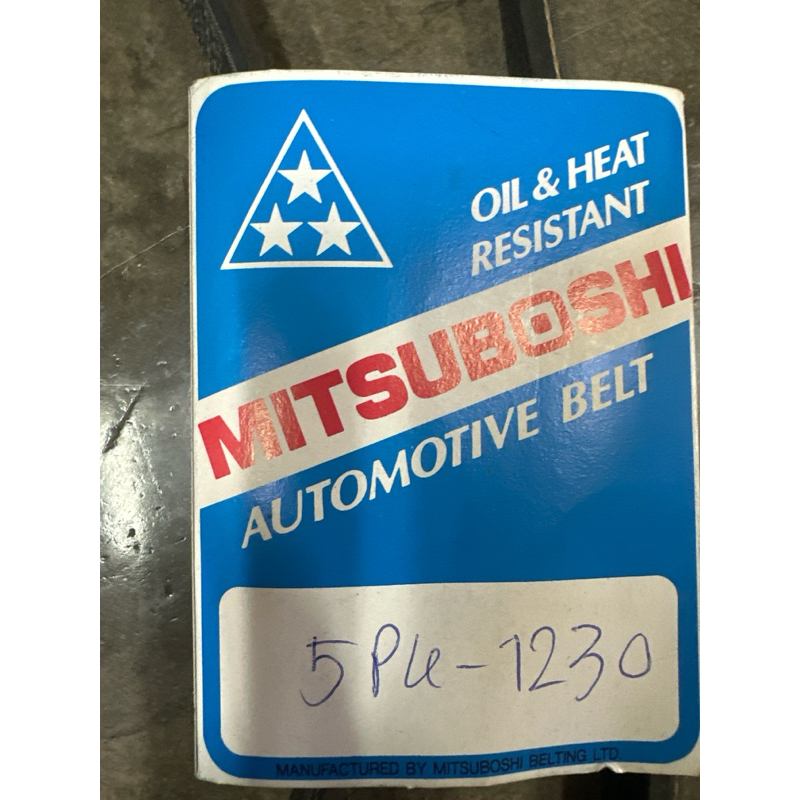 OIL & HEAT
RESISTANT
MITSUBOSHI
AUTOMOTIVE BELT
5PK-1230
MANUFACTURED BY MITSUBOSHI BELTING LTD.